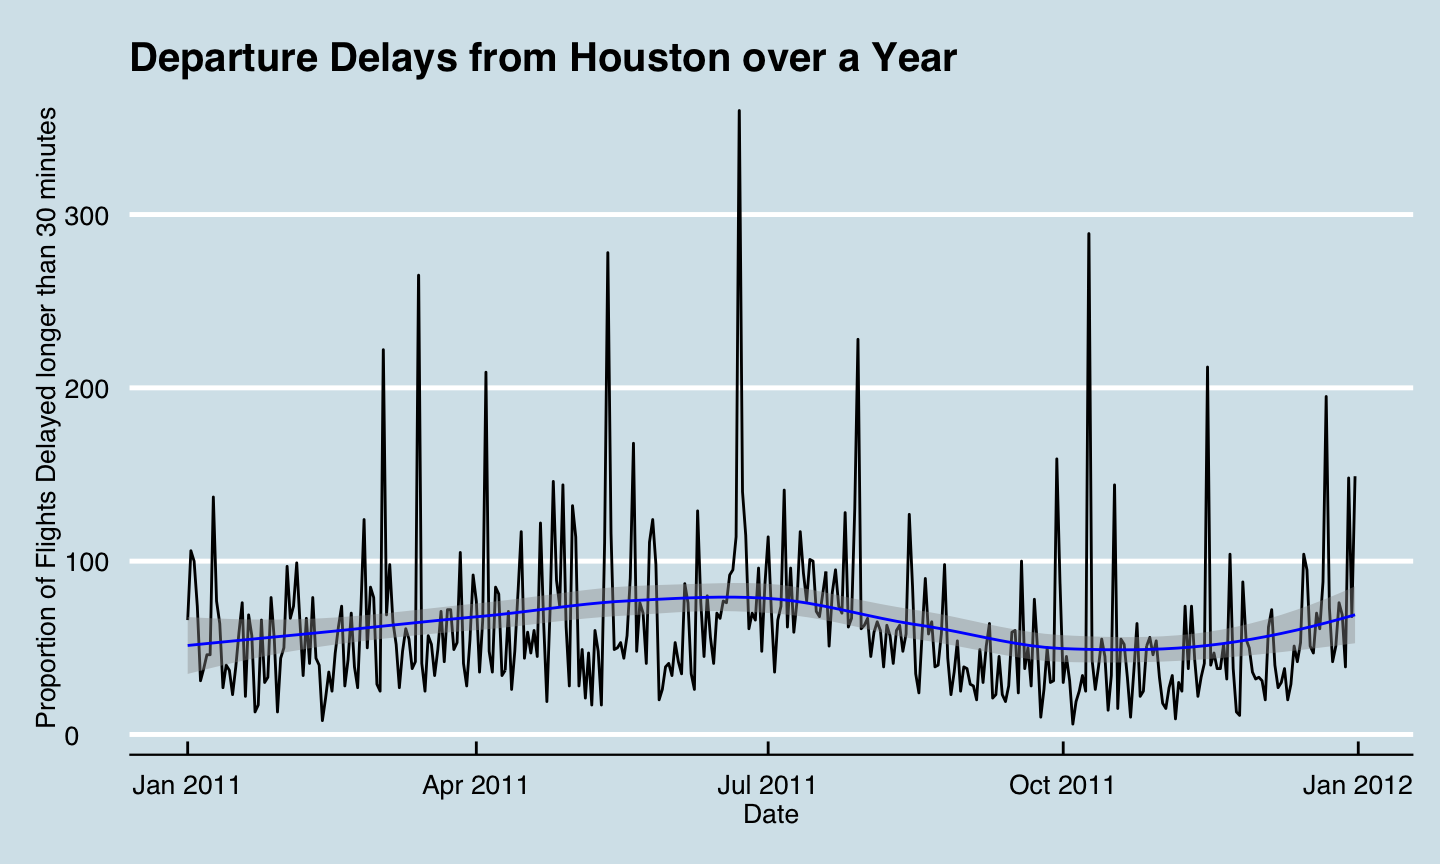 Departure Delays from Houston over a Year
Proportion of Flights Delayed longer than 30 minutes
300
200
100
0
Jan 2011 Apr 2011 Jul 2011 Oct 2011 Jan 2012
Date